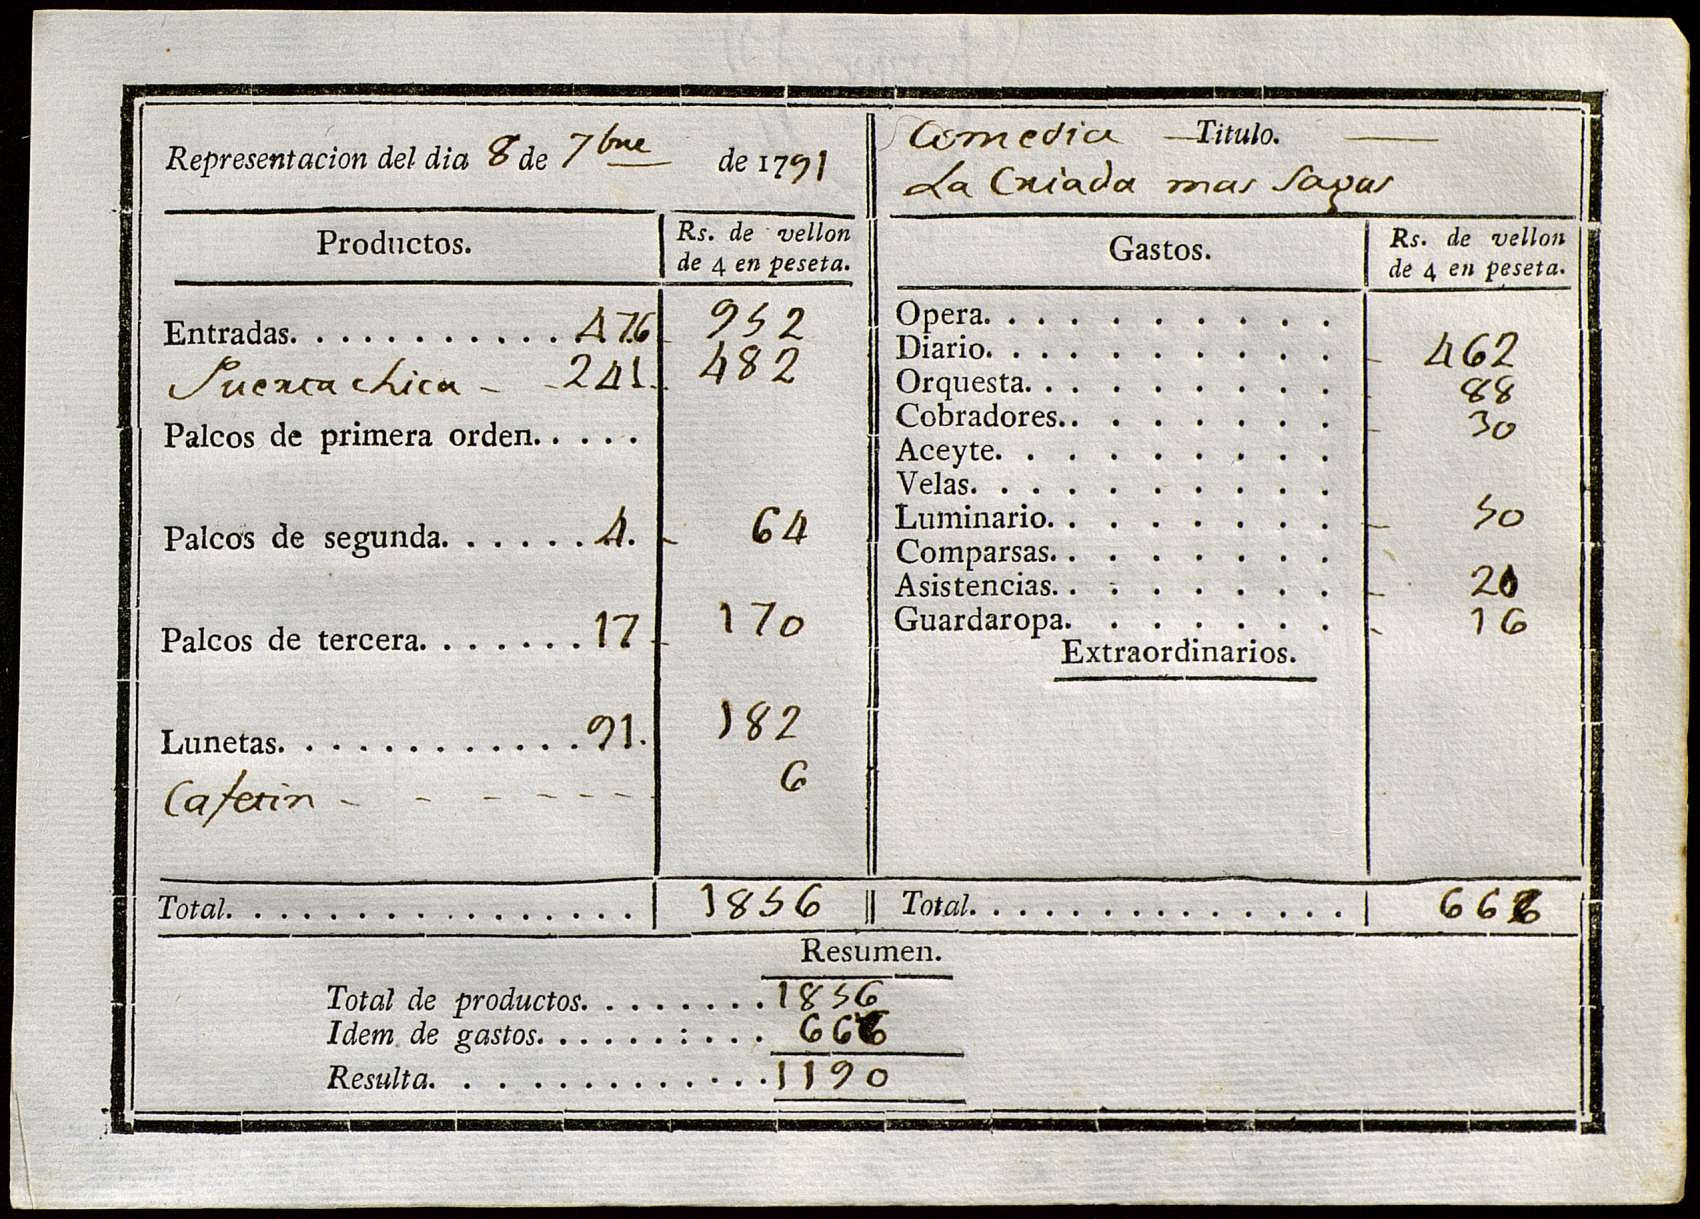 Representacion del dia 8 de 7bre de 1791
Comedia — Titulo. —
La Criada mas Sagas
Productos. Rs. de vellon
de 4 en peseta.
Entradas. . . . . . . . . . . 476 952
Puerta chica - - 241 482
Palcos de primera orden. . . . .
Palcos de segunda. . . . . . 4. 64
Palcos de tercera. . . . . . . 17 170
Lunetas. . . . . . . . . . . . 91. 182
Cafetin - - - - - - - 6
Total. . . . . . . . . . . . . . . . 1856
Gastos. Rs. de vellon
de 4 en peseta.
Opera. . . . . . . . . .
Diario. . . . . . . . . . 462
Orquesta. . . . . . . . . 88
Cobradores. . . . . . . . 30
Aceyte. . . . . . . . .
Velas. . . . . . . . . .
Luminario. . . . . . . . 50
Comparsas. . . . . . . .
Asistencias. . . . . . . . 20
Guardaropa. . . . . . . 16
Extraordinarios.
Total. . . . . . . . . . . . . . 666
Resumen.
Total de productos. . . . . . . . 1856
Idem de gastos. . . . . . : . . . 666
Resulta. . . . . . . . . . . . . 1190